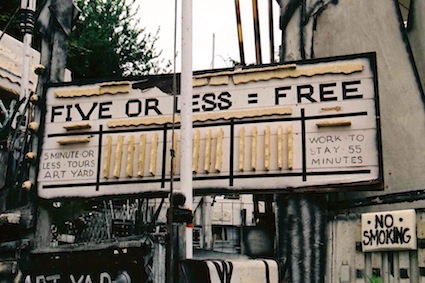 FIVE OR LESS = FREE
5 MINUTE·OR
LESS·TOURS
ART YARD
WORK·TO
STAY·55
MINUTES
NO
SMOKING
ART YARD